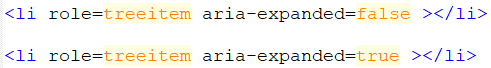 <li role=treeitem aria-expanded=false ></li>
<li role=treeitem aria-expanded=true ></li>